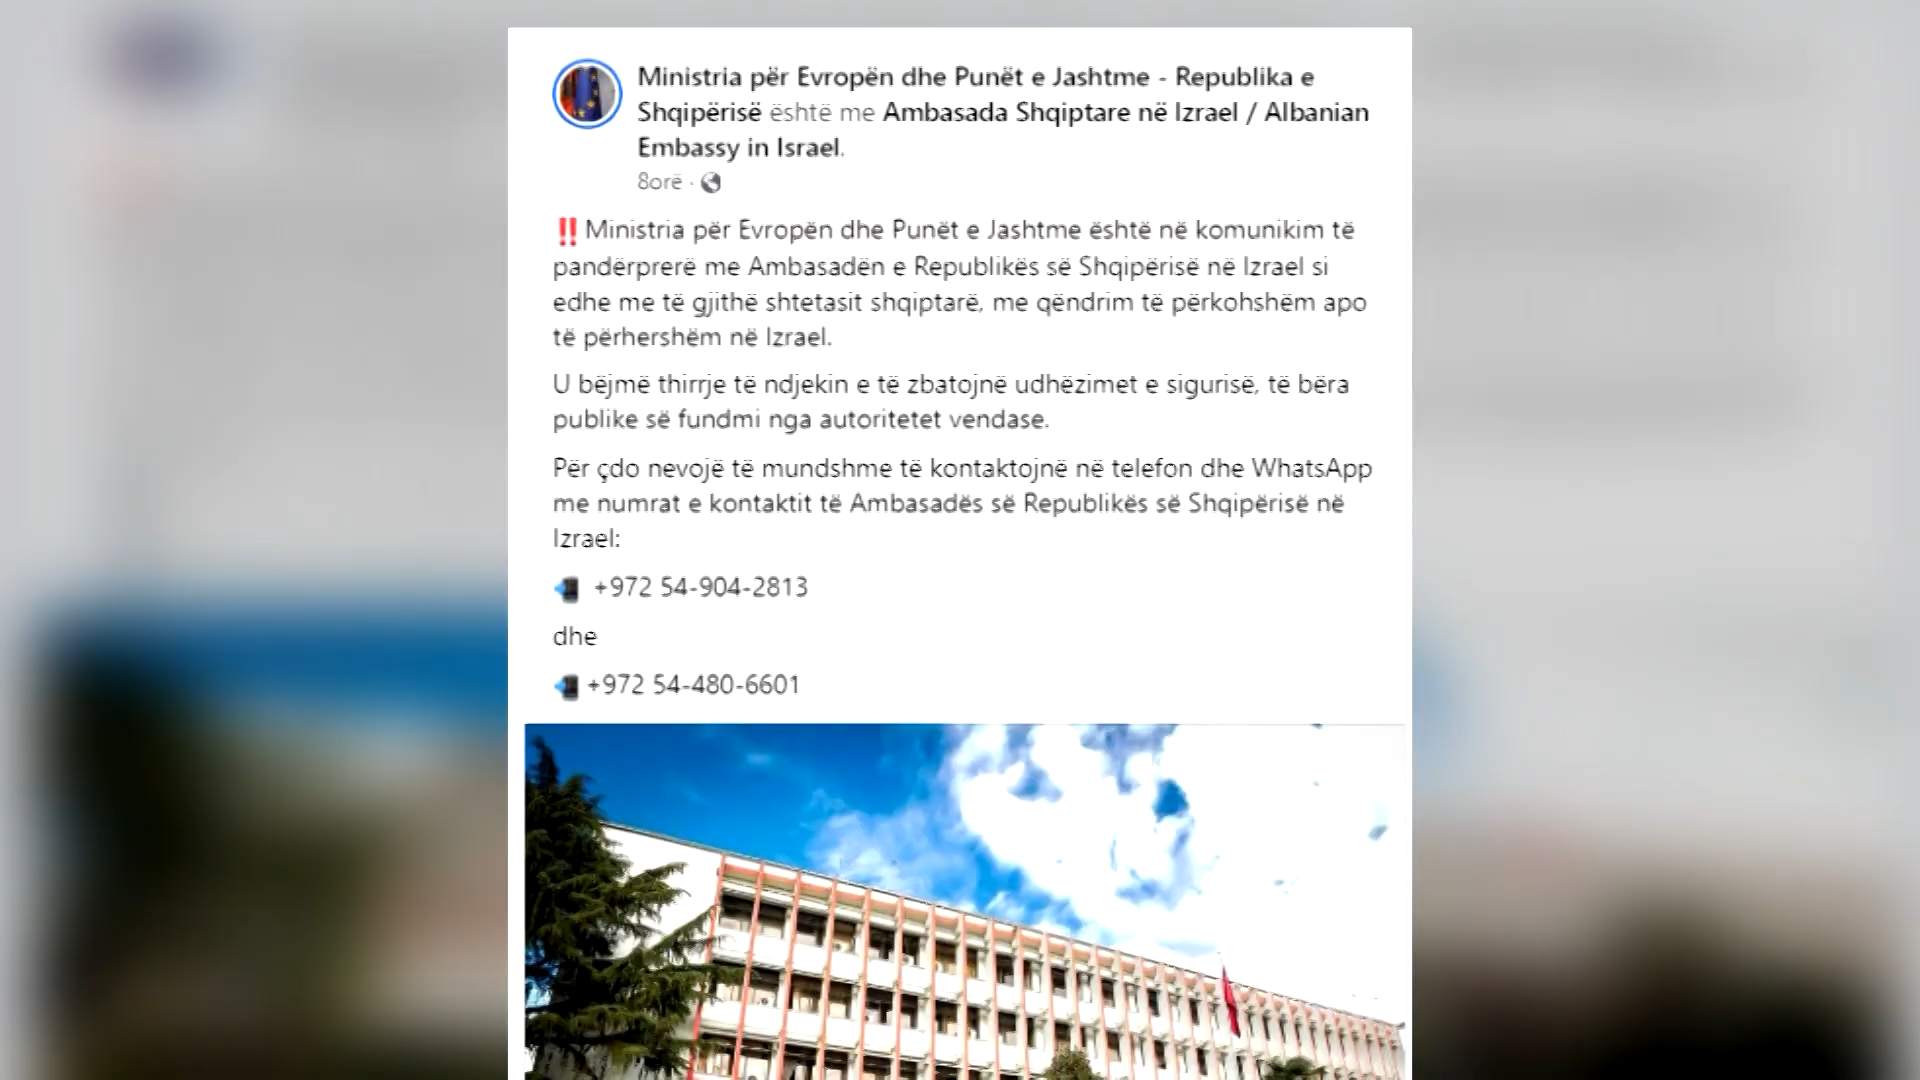 Ministria për Evropën dhe Punët e Jashtme - Republika e
Shqipërisë është me Ambasada Shqiptare në Izrael / Albanian
Embassy in Israel.
8orë ·
‼️Ministria për Evropën dhe Punët e Jashtme është në komunikim të
pandërprerë me Ambasadën e Republikës së Shqipërisë në Izrael si
edhe me të gjithë shtetasit shqiptarë, me qëndrim të përkohshëm apo
të përhershëm në Izrael.
U bëjmë thirrje të ndjekin e të zbatojnë udhëzimet e sigurisë, të bëra
publike së fundmi nga autoritetet vendase.
Për çdo nevojë të mundshme të kontaktojnë në telefon dhe WhatsApp
me numrat e kontaktit të Ambasadës së Republikës së Shqipërisë në
Izrael:
📲 +972 54-904-2813
dhe
📲 +972 54-480-6601